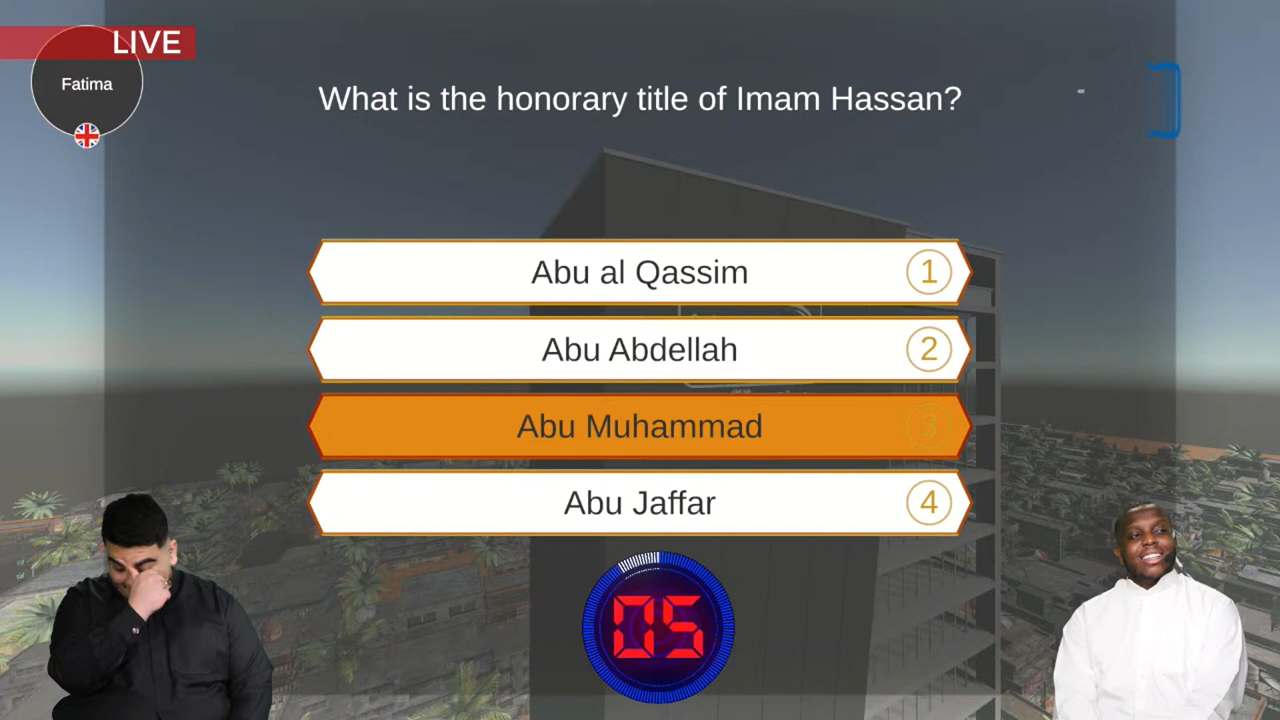 LIVE
Fatima
What is the honorary title of Imam Hassan?
Abu al Qassim 1
Abu Abdellah 2
Abu Muhammad 3
Abu Jaffar 4
05